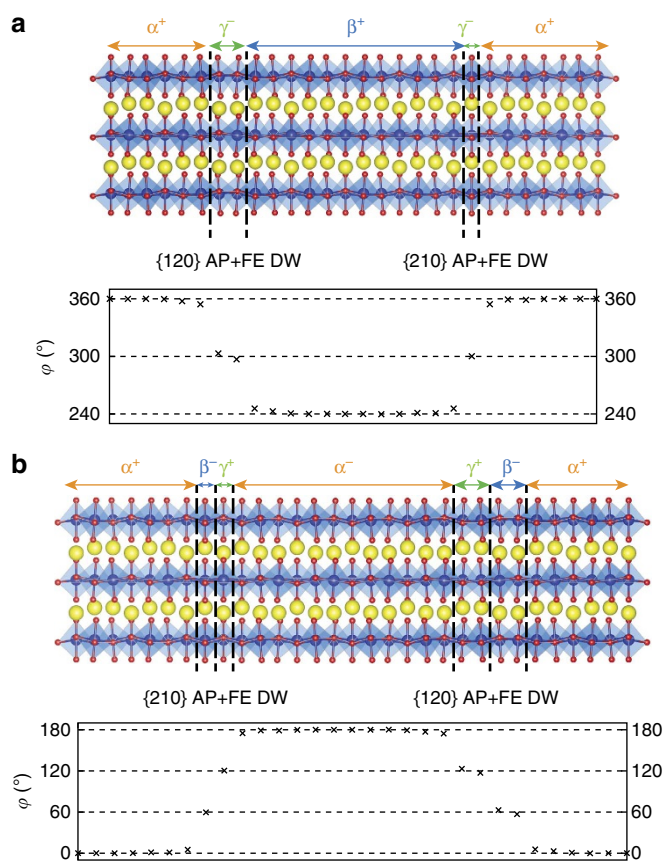 a
α⁺ γ⁻ β⁺ γ⁻ α⁺
{120} AP+FE DW {210} AP+FE DW
360 360
300 300
240 240
φ (°)
b
α⁺ β⁻ γ⁺ α⁻ γ⁺ β⁻ α⁺
{210} AP+FE DW {120} AP+FE DW
180 180
120 120
60 60
0 0
φ (°)